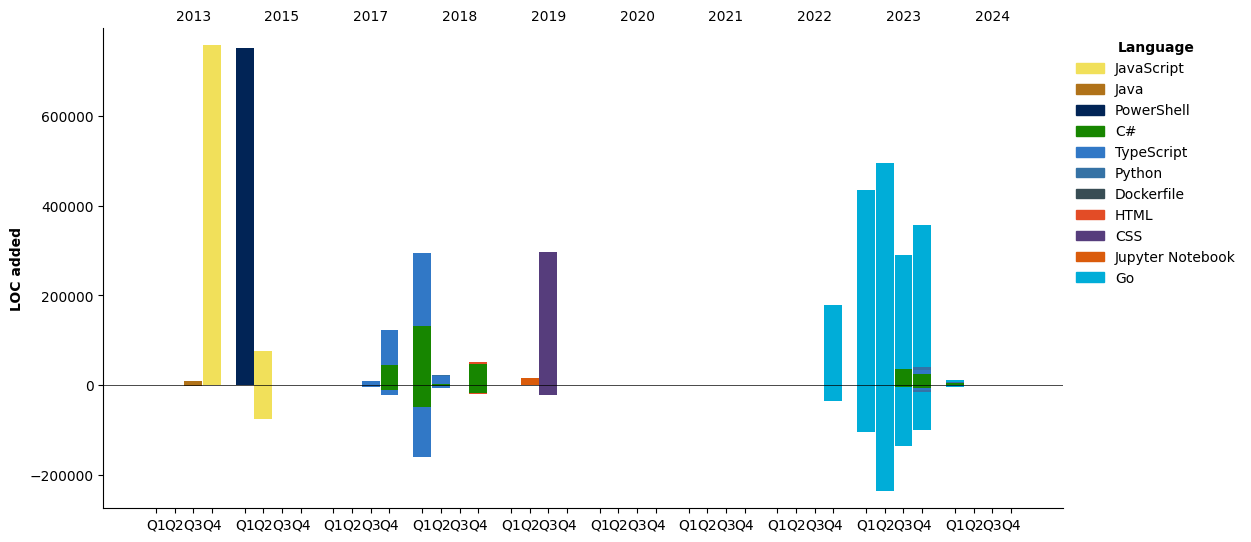 2013 2015 2017 2018 2019 2020 2021 2022 2023 2024
LOC added
600000
400000
200000
0
−200000
Q1Q2Q3Q4 Q1Q2Q3Q4 Q1Q2Q3Q4 Q1Q2Q3Q4 Q1Q2Q3Q4 Q1Q2Q3Q4 Q1Q2Q3Q4 Q1Q2Q3Q4 Q1Q2Q3Q4 Q1Q2Q3Q4
Language
JavaScript
Java
PowerShell
C#
TypeScript
Python
Dockerfile
HTML
CSS
Jupyter Notebook
Go